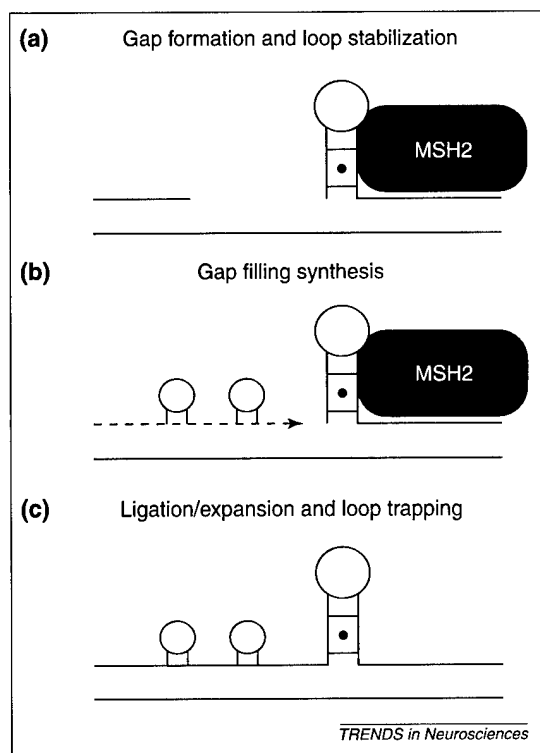 (a) Gap formation and loop stabilization
MSH2
(b) Gap filling synthesis
MSH2
(c) Ligation/expansion and loop trapping
TRENDS in Neurosciences